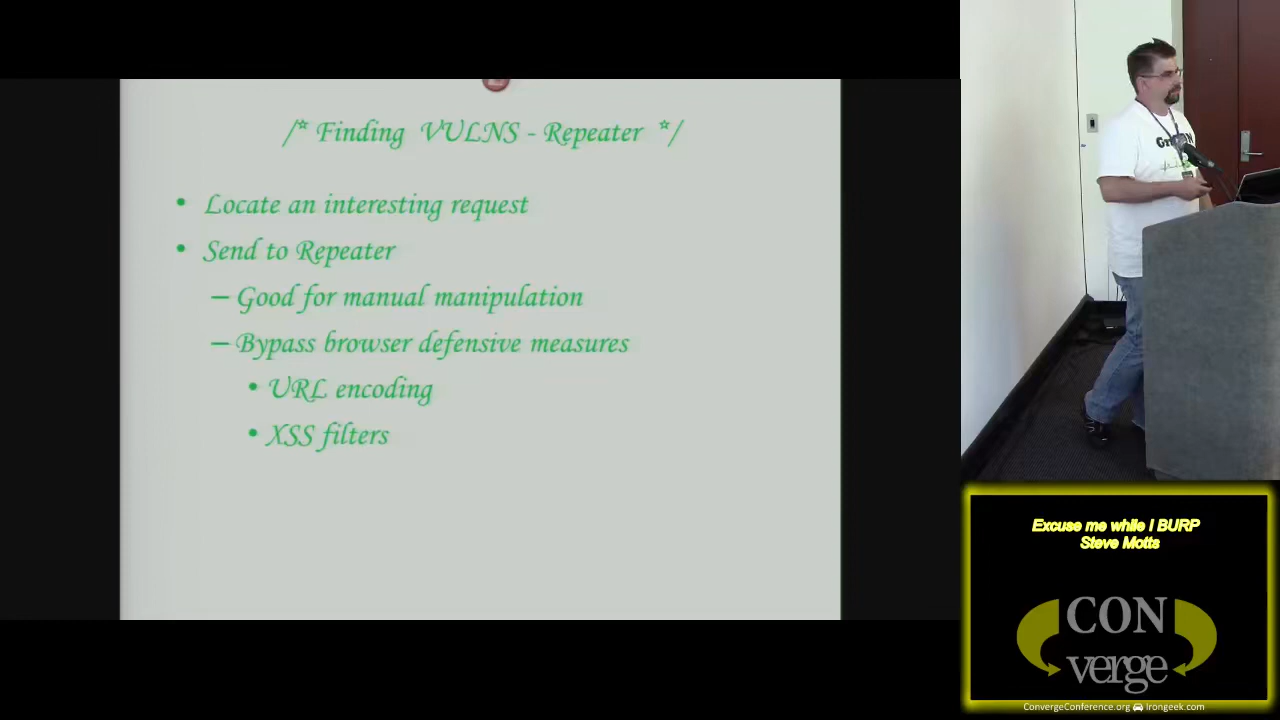 /* Finding VULNS - Repeater */
• Locate an interesting request
• Send to Repeater
– Good for manual manipulation
– Bypass browser defensive measures
• URL encoding
• XSS filters
Excuse me while I BURP
Steve Motts
CON
verge
ConvergeConference.org Irongeek.com